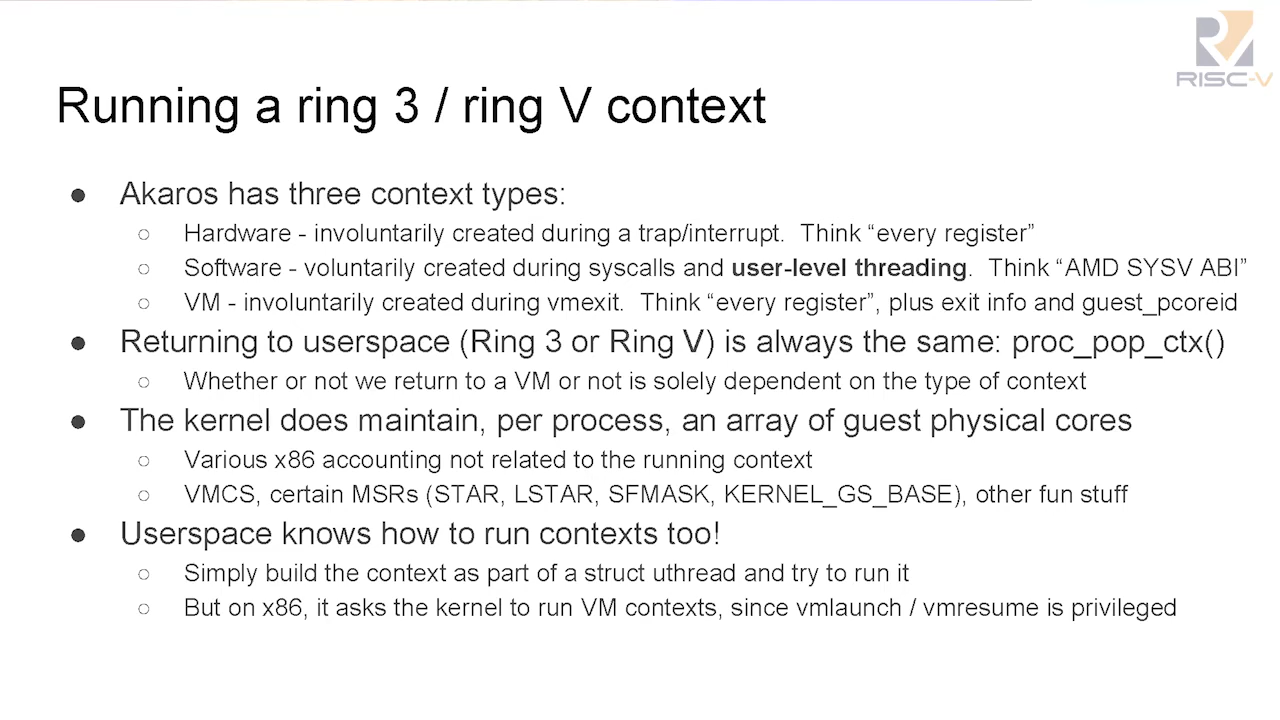 RISC-V
Running a ring 3 / ring V context
● Akaros has three context types:
○ Hardware - involuntarily created during a trap/interrupt. Think “every register”
○ Software - voluntarily created during syscalls and user-level threading. Think “AMD SYSV ABI”
○ VM - involuntarily created during vmexit. Think “every register”, plus exit info and guest_pcoreid
● Returning to userspace (Ring 3 or Ring V) is always the same: proc_pop_ctx()
○ Whether or not we return to a VM or not is solely dependent on the type of context
● The kernel does maintain, per process, an array of guest physical cores
○ Various x86 accounting not related to the running context
○ VMCS, certain MSRs (STAR, LSTAR, SFMASK, KERNEL_GS_BASE), other fun stuff
● Userspace knows how to run contexts too!
○ Simply build the context as part of a struct uthread and try to run it
○ But on x86, it asks the kernel to run VM contexts, since vmlaunch / vmresume is privileged